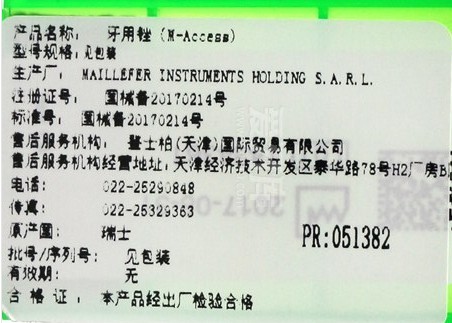 产品名称： 牙用锉（M-Access）
型号规格：见包装
生产厂： MAILLEFER INSTRUMENTS HOLDING S.A.R.L.
注册证号： 国械备20170214号
标准号： 国械备20170214号
售后服务机构： 登士柏(天津)国际贸易有限公司
售后服务机构经营地址：天津经济技术开发区泰华路78号H2厂房B
电话： 022-25290848
传真： 022-25329363
原产国： 瑞士
PR:051382
批号/序列号： 见包装
有效期： 无
合格证： 本产品经出厂检验合格